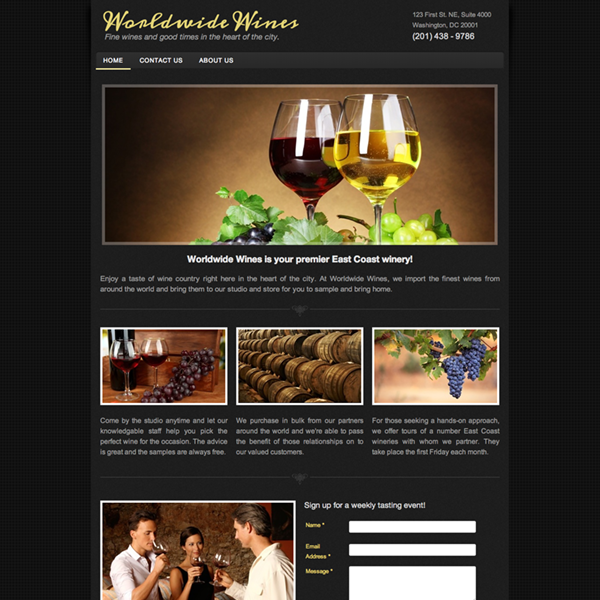 Worldwide Wines
Fine wines and good times in the heart of the city.
123 First St. NE, Suite 4000
Washington, DC 20001
(201) 438 - 9786
HOME CONTACT US ABOUT US
Worldwide Wines is your premier East Coast winery!
Enjoy a taste of wine country right here in the heart of the city. At Worldwide Wines, we import the finest wines from
around the world and bring them to our studio and store for you to sample and bring home.
Come by the studio anytime and let our
knowledgable staff help you pick the
perfect wine for the occasion. The advice
is great and the samples are always free.
We purchase in bulk from our partners
around the world and we're able to pass
the benefit of those relationships on to
our valued customers.
For those seeking a hands-on approach,
we offer tours of a number East Coast
wineries with whom we partner. They
take place the first Friday each month.
Sign up for a weekly tasting event!
Name *
Email
Address *
Message *